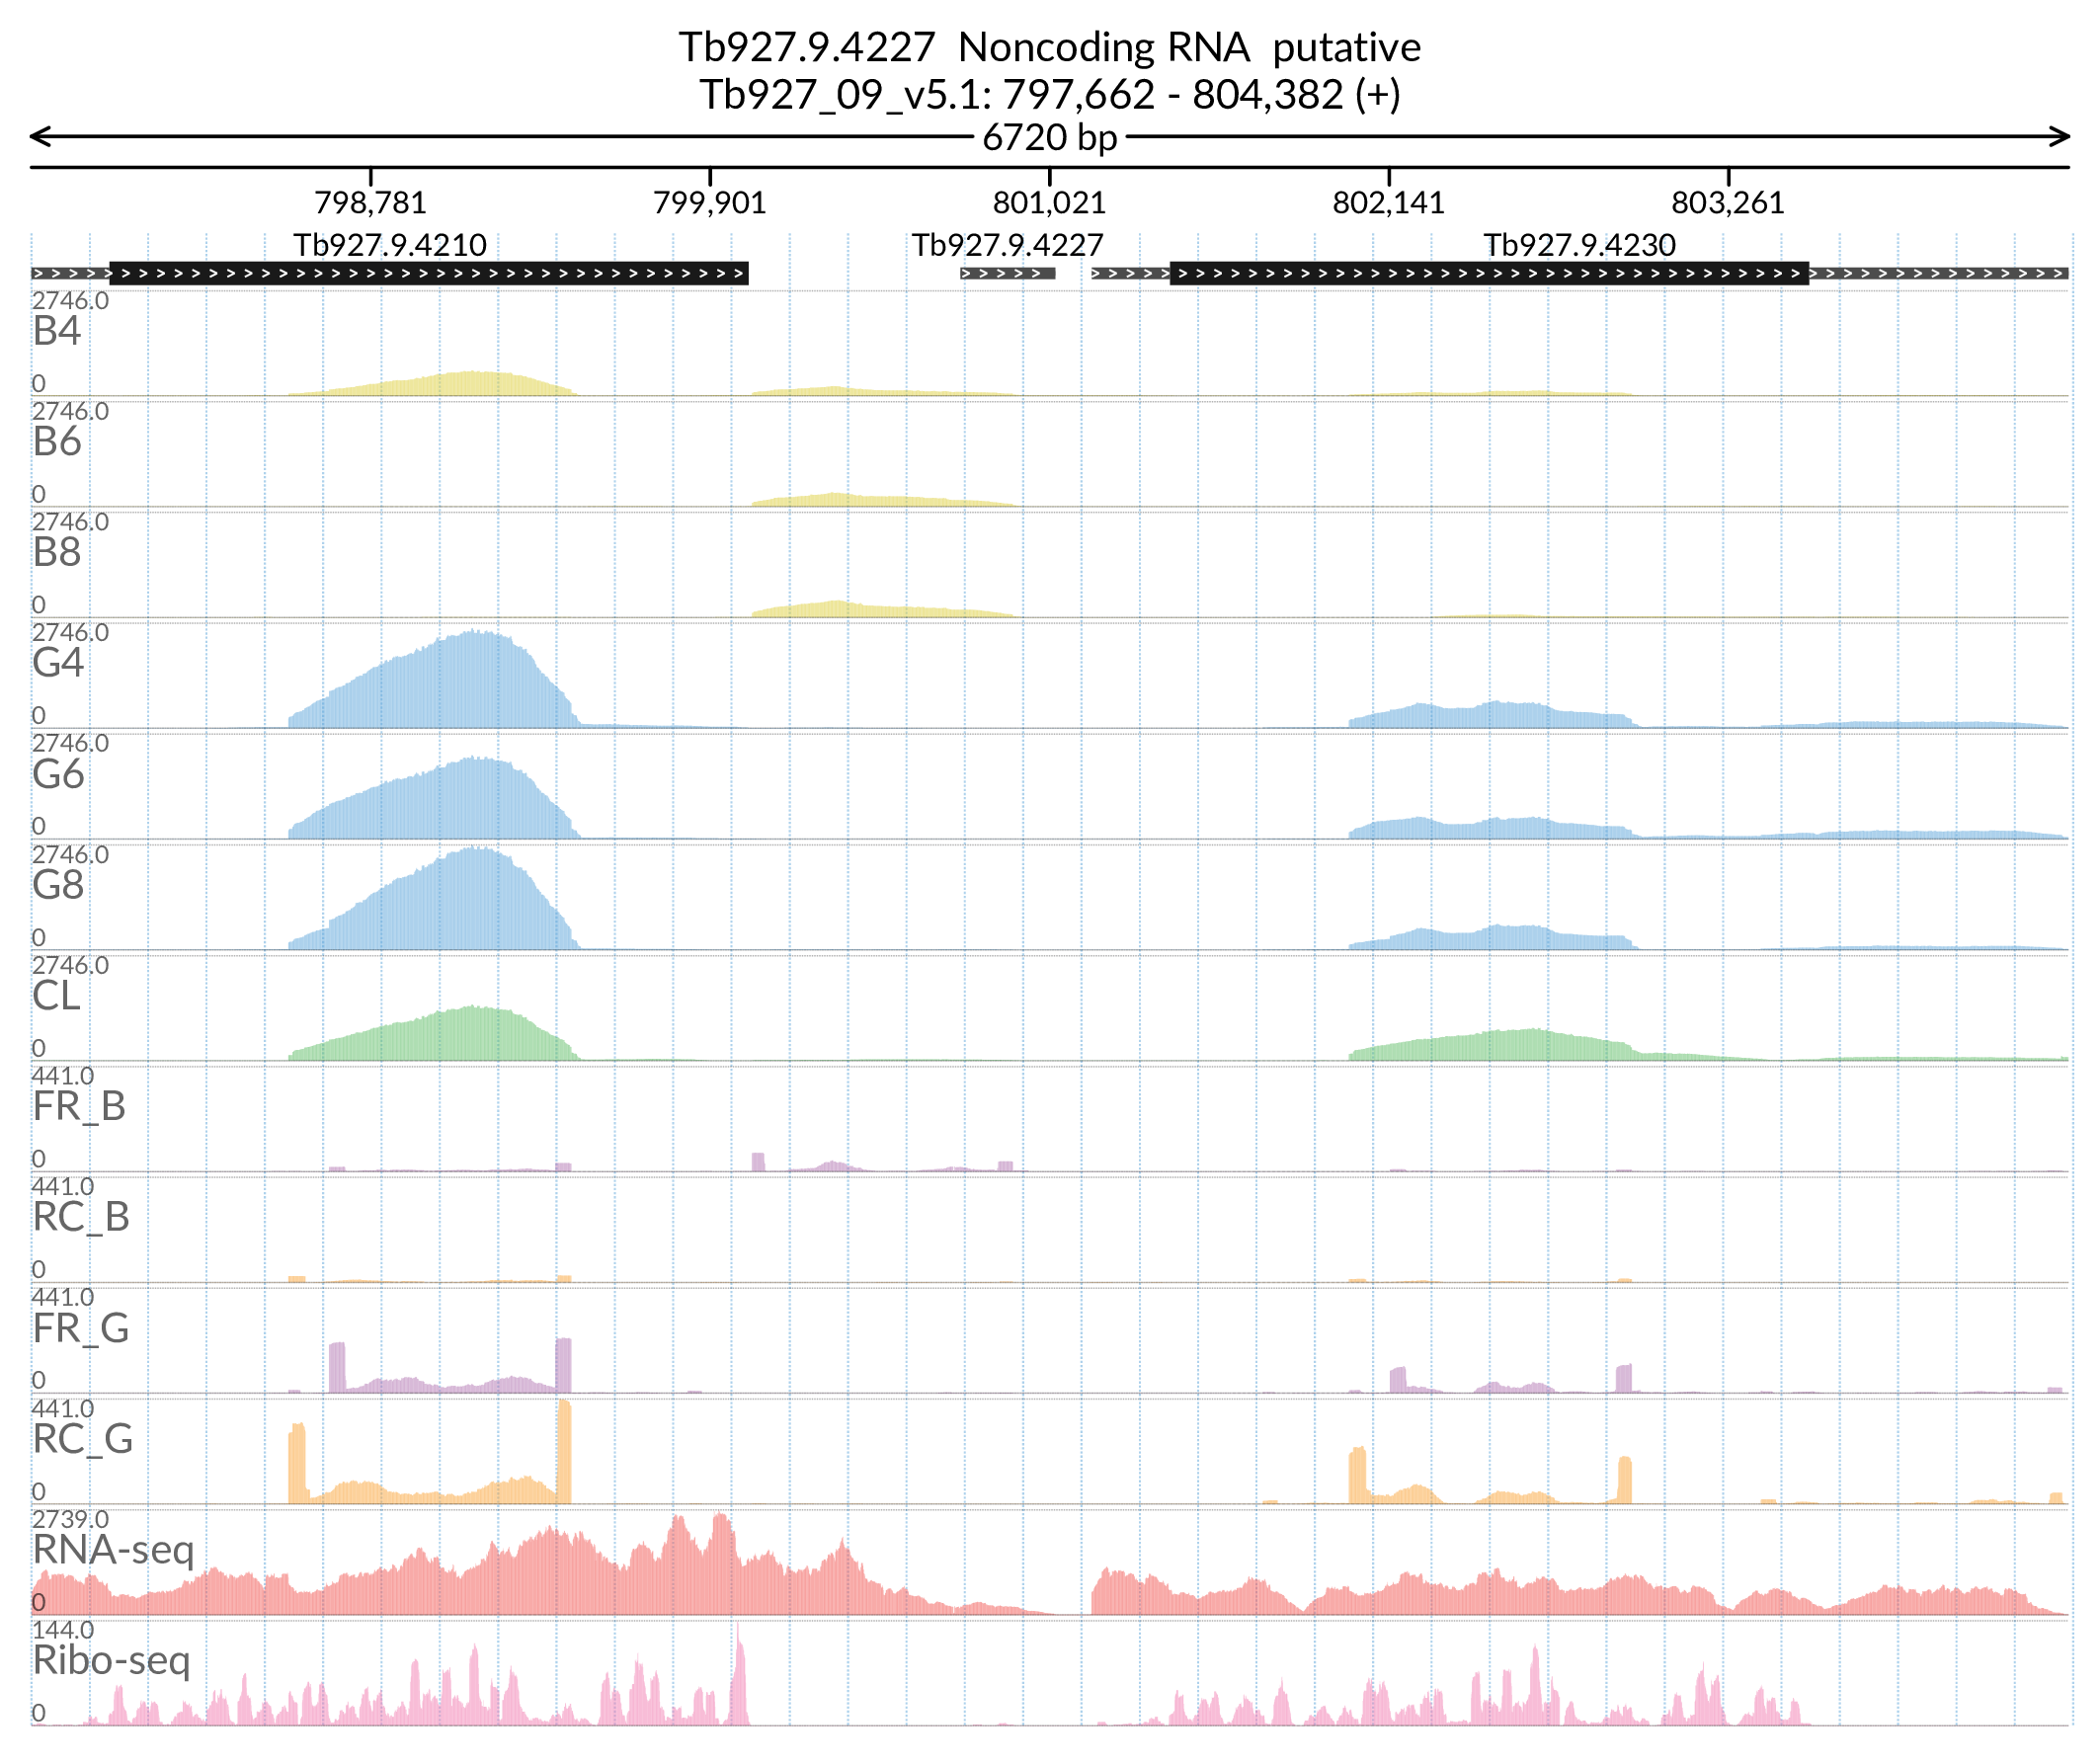 Tb927.9.4227  Noncoding RNA  putative
Tb927_09_v5.1: 797,662 - 804,382 (+)
6720 bp
798,781 799,901 801,021 802,141 803,261
Tb927.9.4210 Tb927.9.4227 Tb927.9.4230
2746.0
B4
0
2746.0
B6
0
2746.0
B8
0
2746.0
G4
0
2746.0
G6
0
2746.0
G8
0
2746.0
CL
0
441.0
FR_B
0
441.0
RC_B
0
441.0
FR_G
0
441.0
RC_G
0
2739.0
RNA-seq
0
144.0
Ribo-seq
0